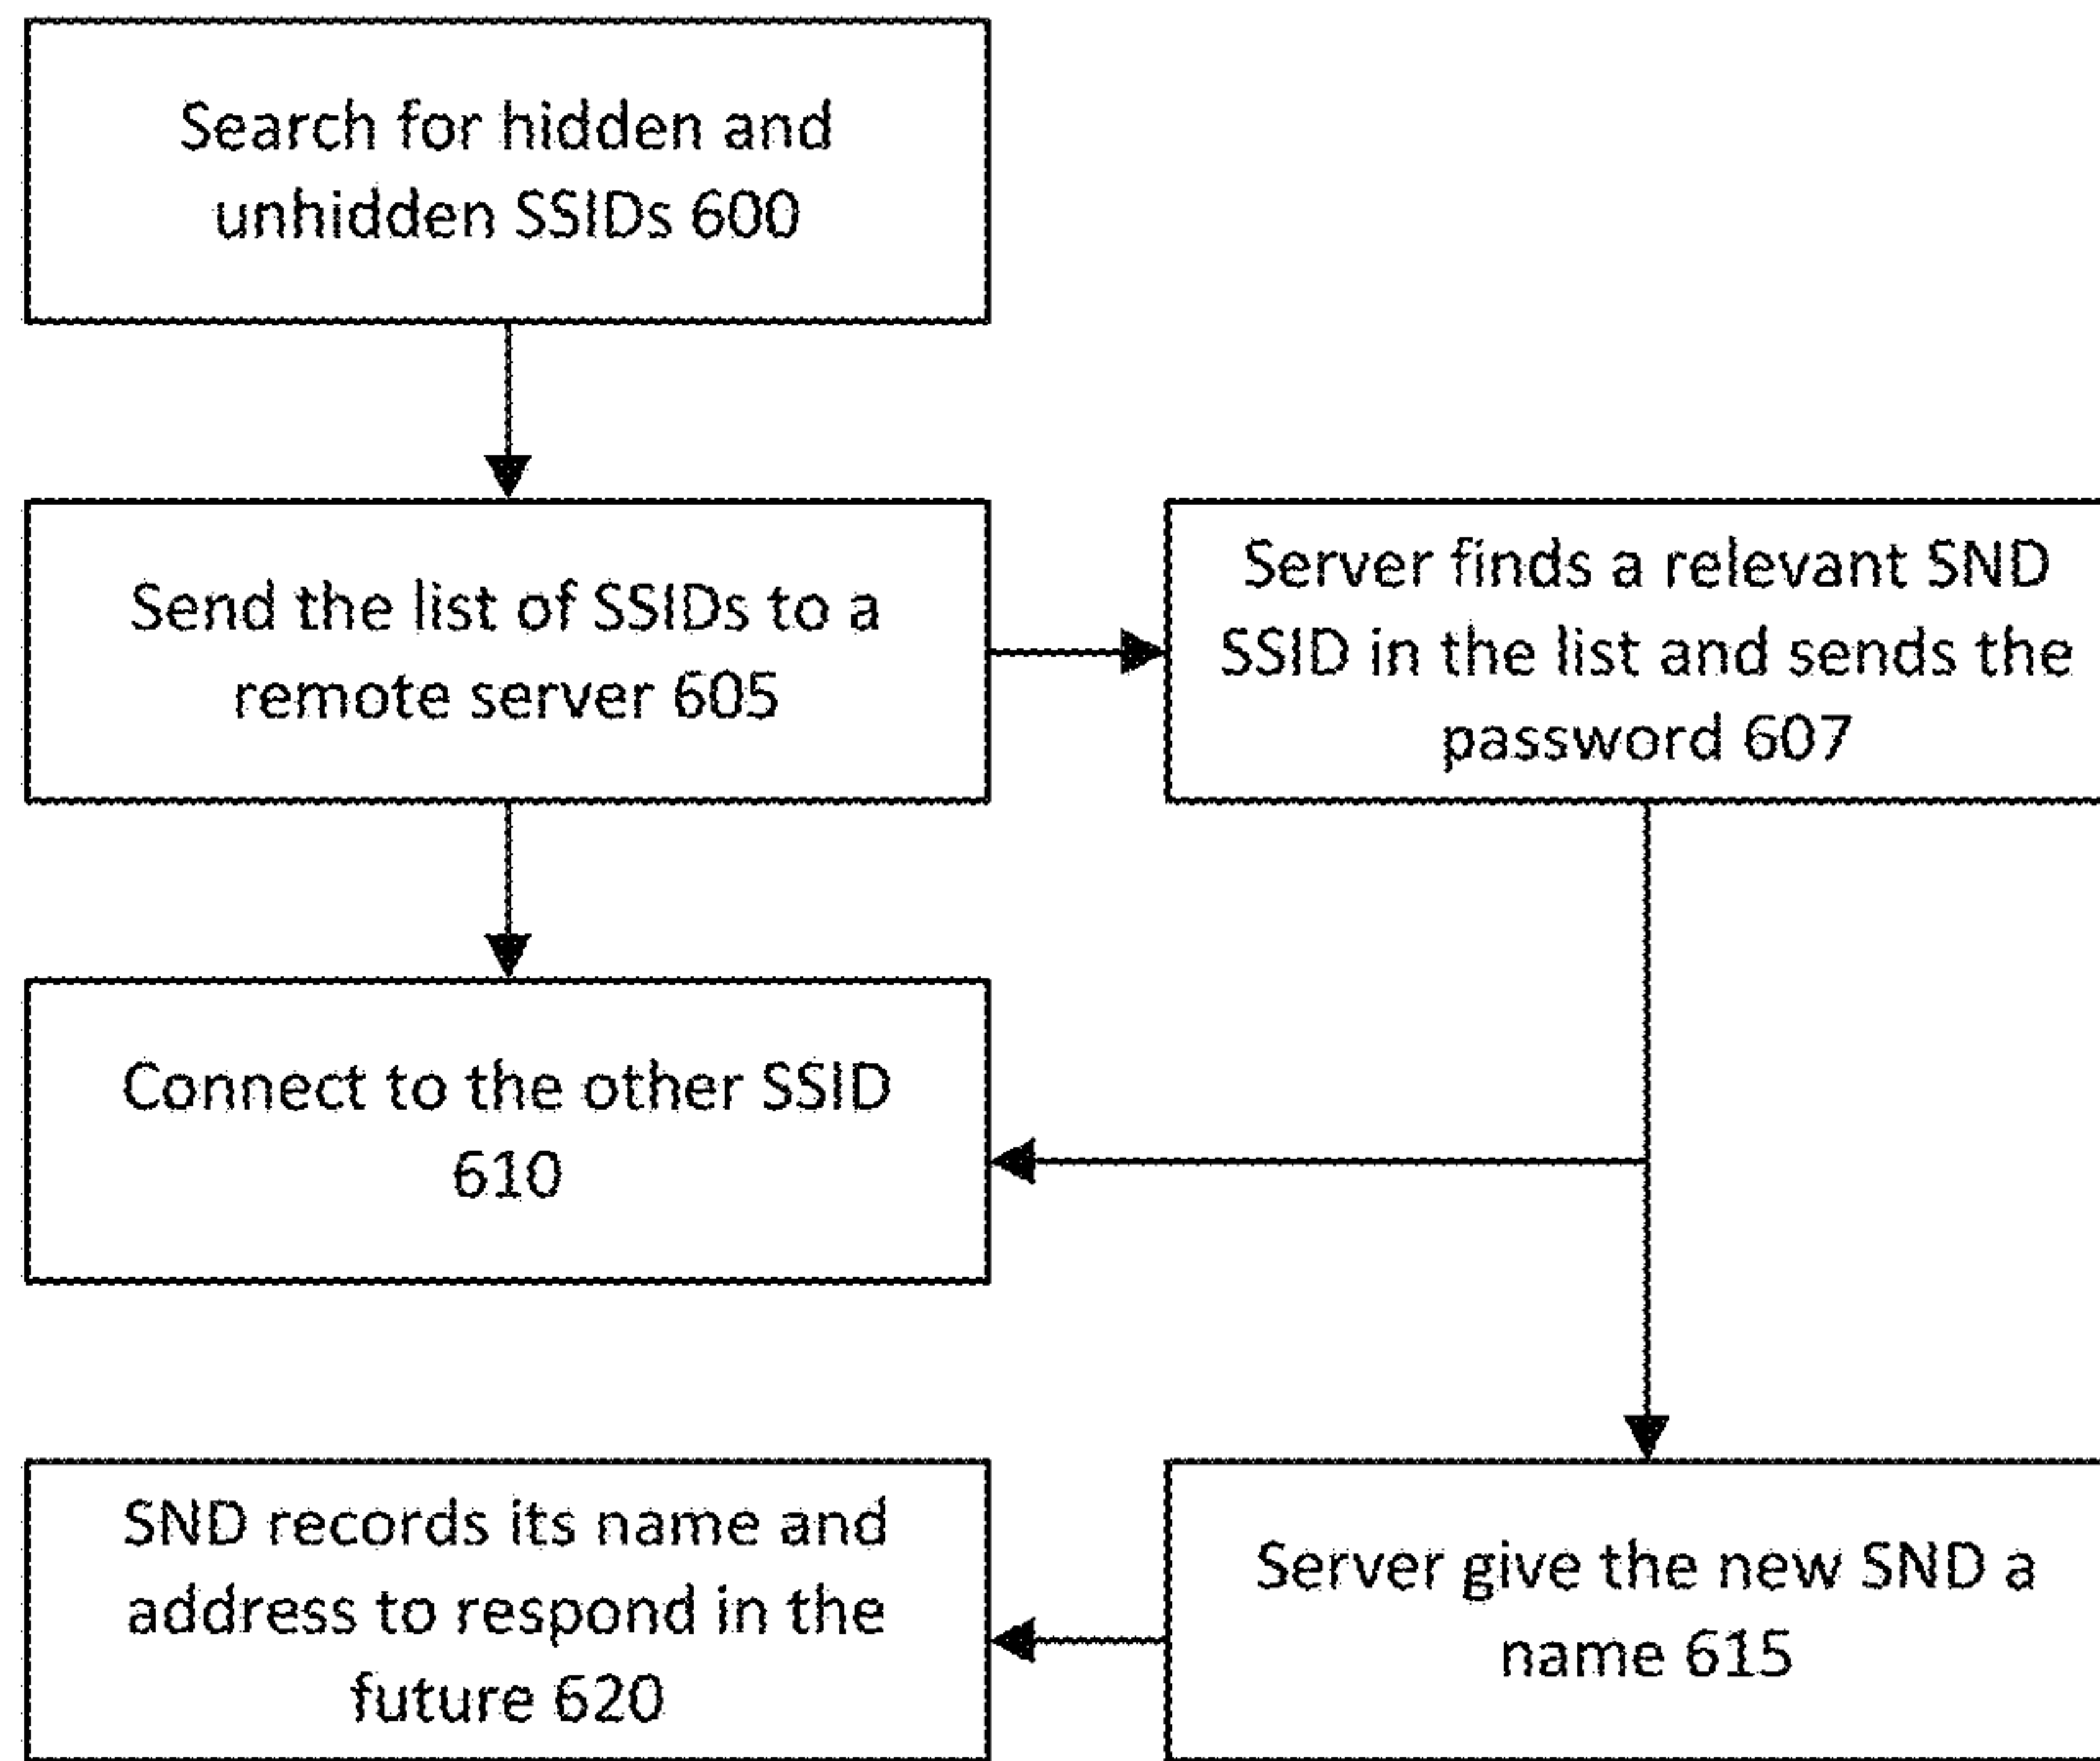 Search for hidden and
unhidden SSIDs 600
Send the list of SSIDs to a
remote server 605
Server finds a relevant SND
SSID in the list and sends the
password 607
Connect to the other SSID
610
SND records its name and
address to respond in the
future 620
Server give the new SND a
name 615